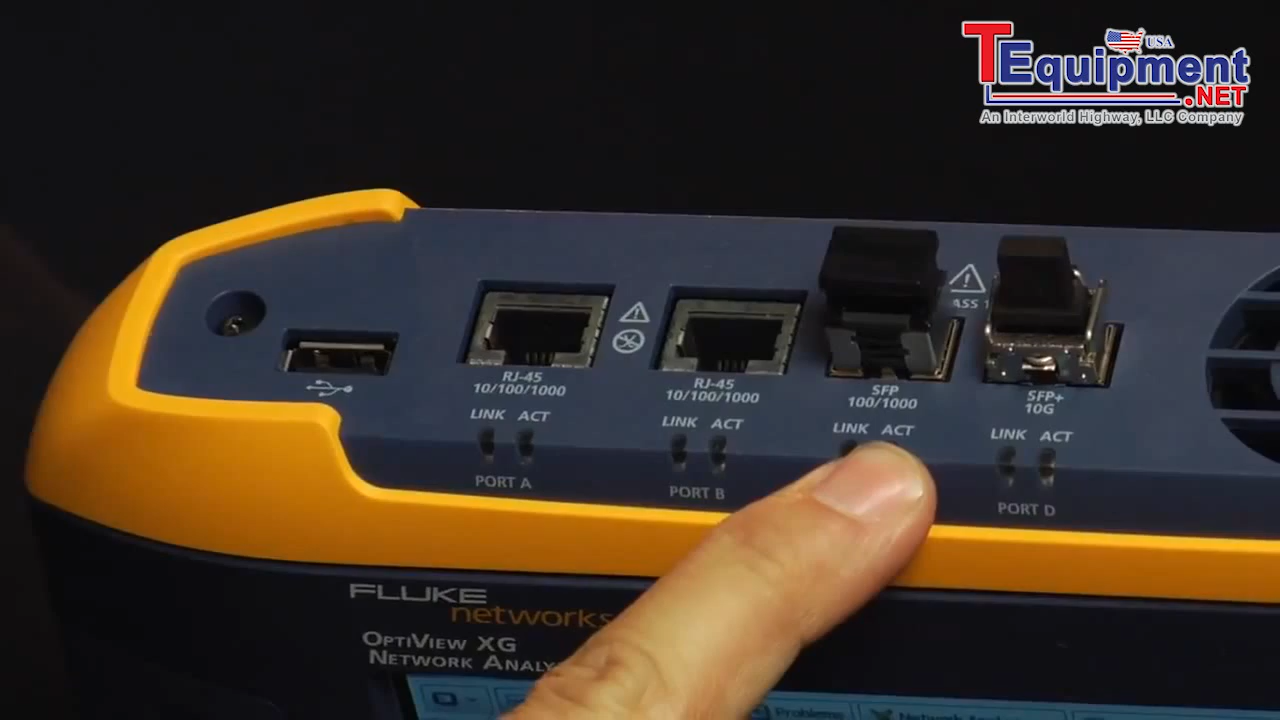 USA
TEquipment
.NET
An Interworld Highway, LLC Company
RJ-45
10/100/1000
LINK ACT
PORT A
RJ-45
10/100/1000
LINK ACT
PORT B
SFP
100/1000
LINK ACT
SFP+
10G
LINK ACT
PORT D
FLUKE
networks
OPTIVIEW XG
NETWORK
Problems